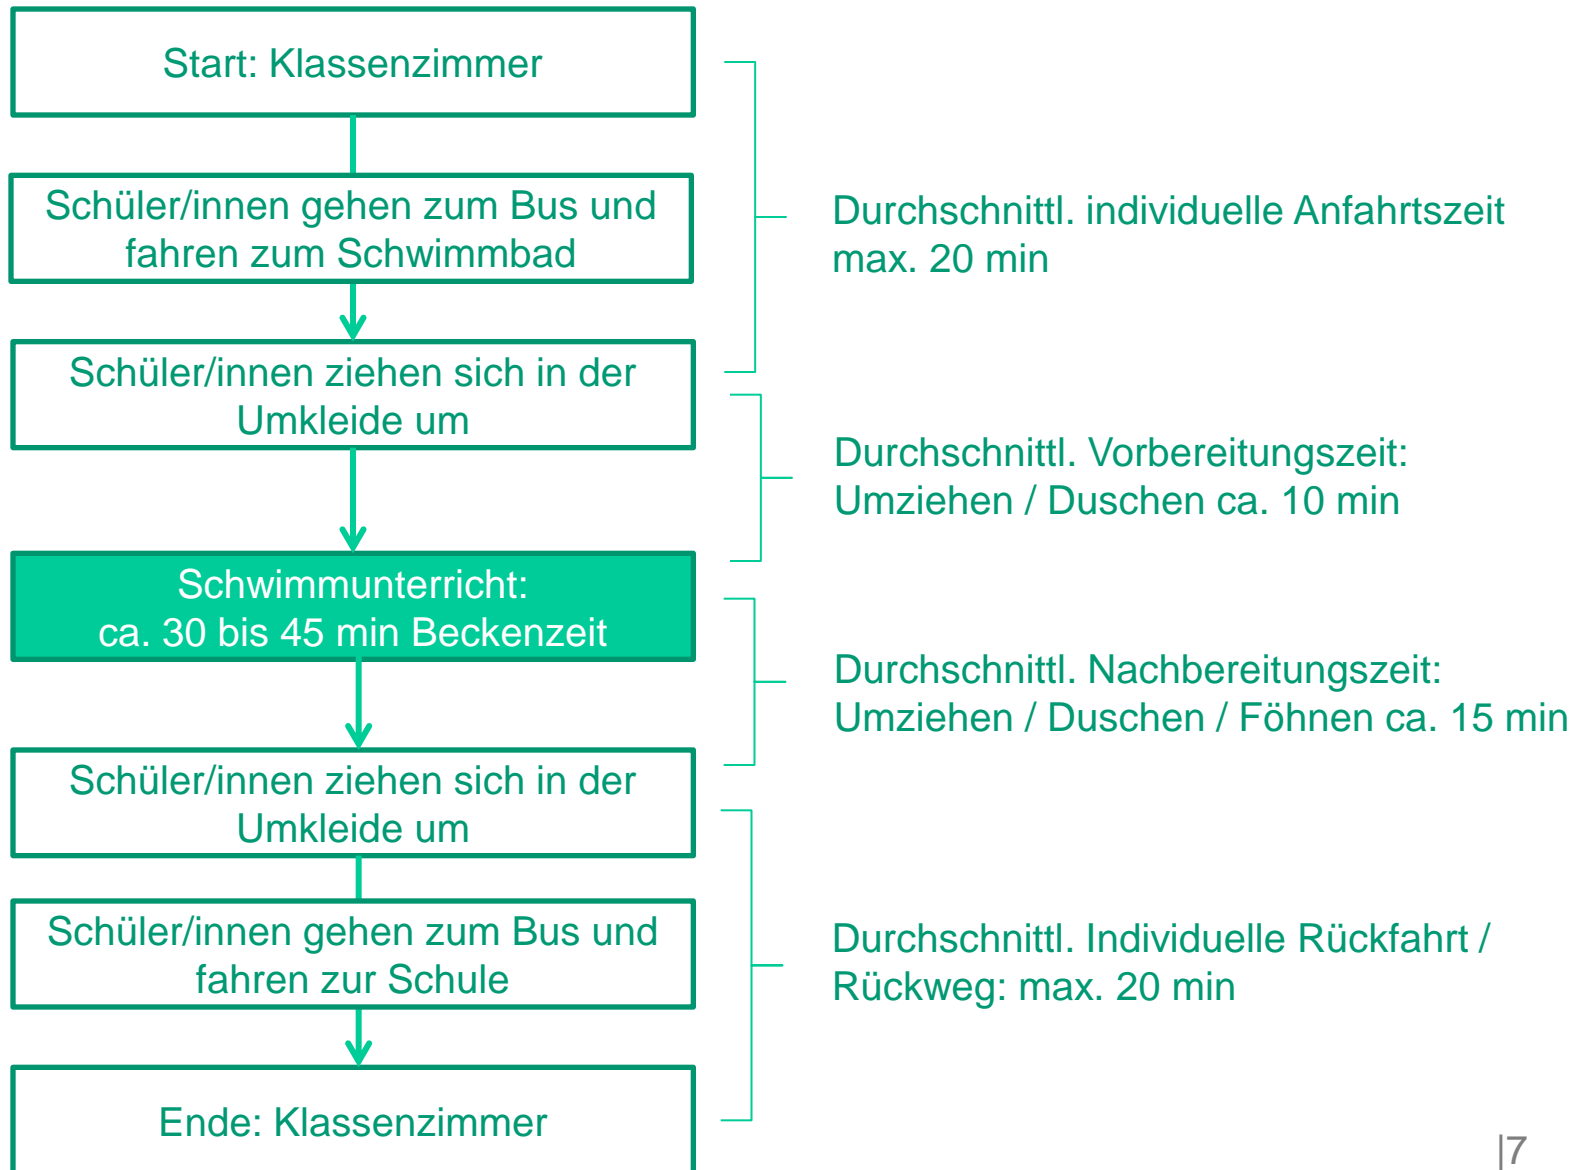 Start: Klassenzimmer
Schüler/innen gehen zum Bus und
fahren zum Schwimmbad
Durchschnittl. individuelle Anfahrtszeit
max. 20 min
Schüler/innen ziehen sich in der
Umkleide um
Durchschnittl. Vorbereitungszeit:
Umziehen / Duschen ca. 10 min
Schwimmunterricht:
ca. 30 bis 45 min Beckenzeit
Durchschnittl. Nachbereitungszeit:
Umziehen / Duschen / Föhnen ca. 15 min
Schüler/innen ziehen sich in der
Umkleide um
Schüler/innen gehen zum Bus und
fahren zur Schule
Durchschnittl. Individuelle Rückfahrt /
Rückweg: max. 20 min
Ende: Klassenzimmer
|7